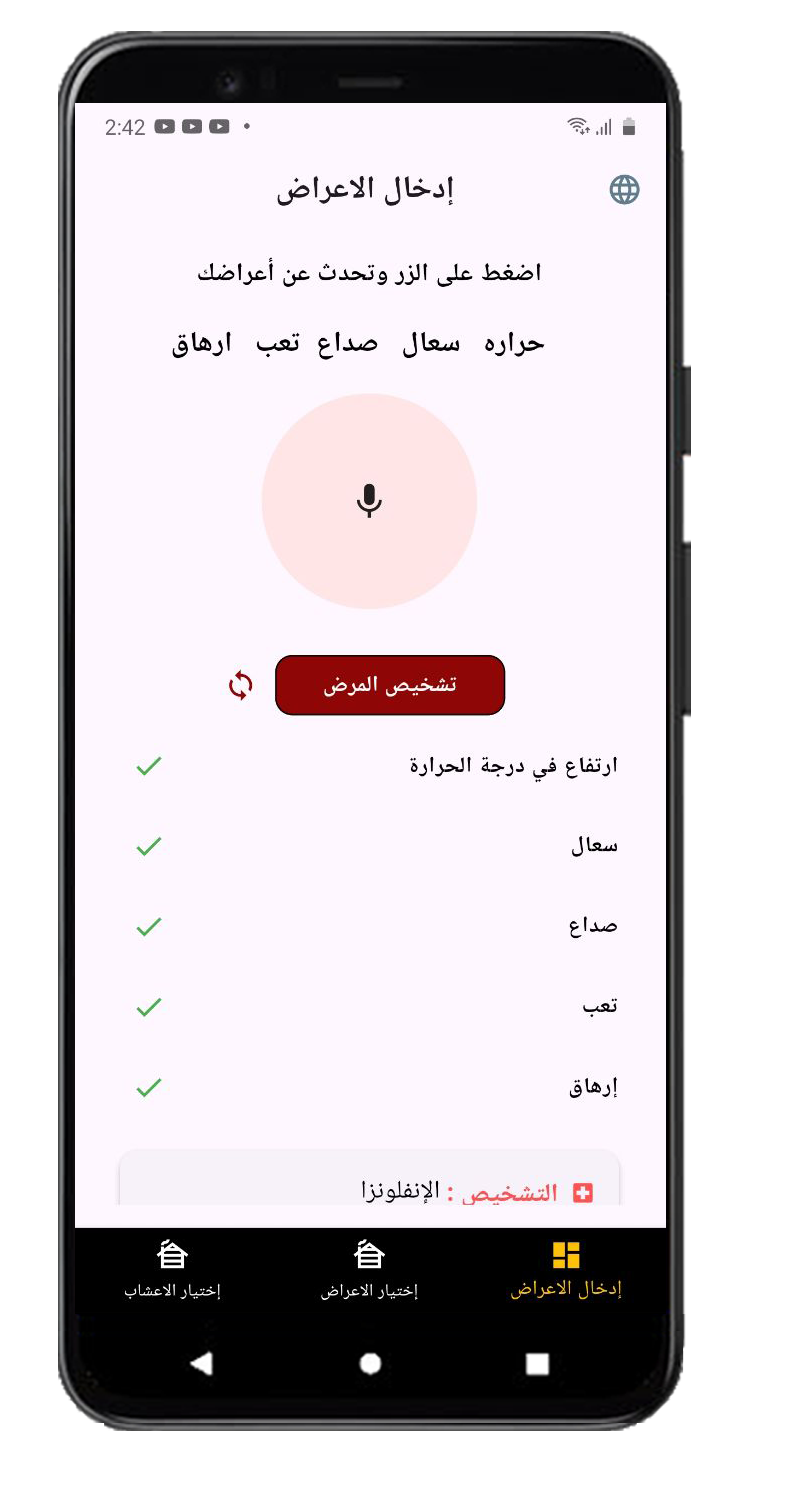 2:42
إدخال الاعراض
اضغط على الزر وتحدث عن أعراضك
حراره سعال صداع تعب ارهاق
تشخيص المرض
ارتفاع في درجة الحرارة
سعال
صداع
تعب
إرهاق
التشخيص : الإنفلونزا
إدخال الاعراض
إختيار الاعراض
إختيار الاعشاب